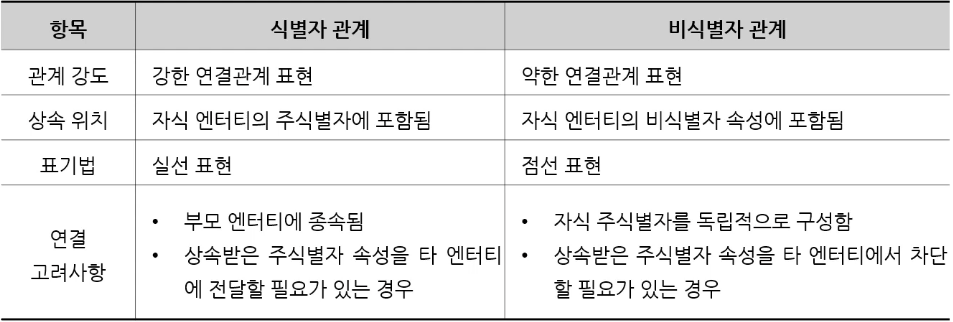 항목 식별자 관계 비식별자 관계
관계 강도 강한 연결관계 표현 약한 연결관계 표현
상속 위치 자식 엔터티의 주식별자에 포함됨 자식 엔터티의 비식별자 속성에 포함됨
표기법 실선 표현 점선 표현
연결
고려사항
• 부모 엔터티에 종속됨
• 상속받은 주식별자 속성을 타 엔터티
에 전달할 필요가 있는 경우
• 자식 주식별자를 독립적으로 구성함
• 상속받은 주식별자 속성을 타 엔터티에서 차단
할 필요가 있는 경우